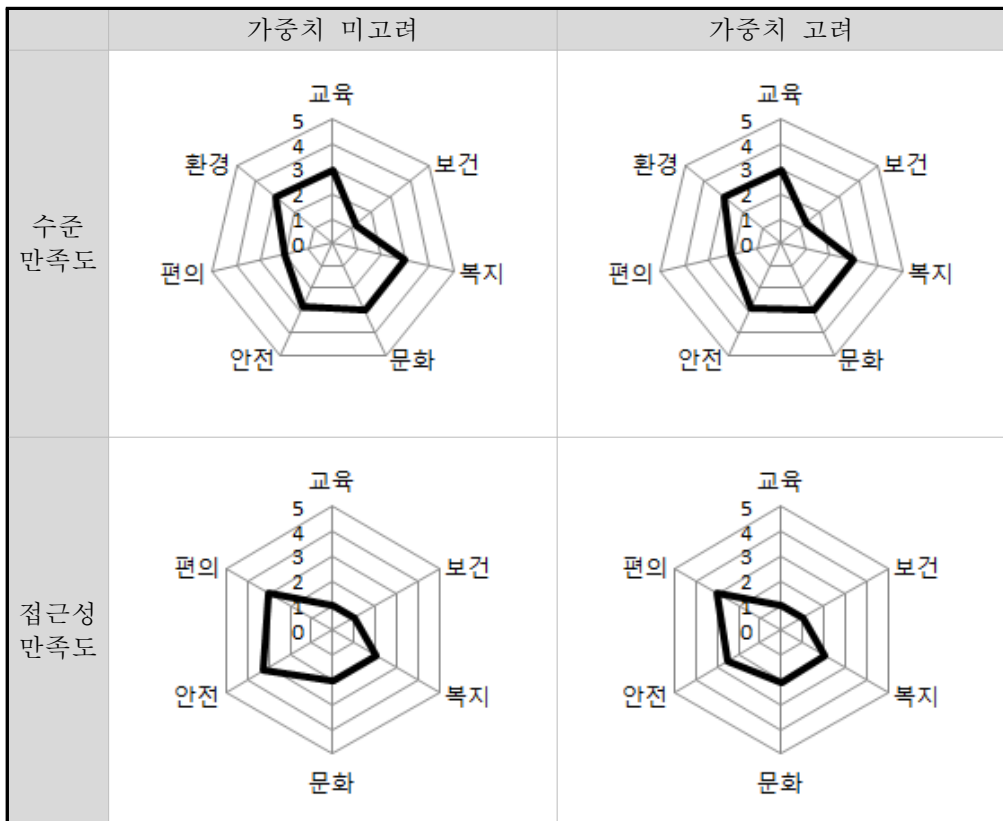 가중치 미고려
가중치 고려
수준
만족도
교육
보건
복지
문화
안전
편의
환경
5
4
3
2
1
0
교육
보건
복지
문화
안전
편의
환경
5
4
3
2
1
0
접근성
만족도
교육
보건
복지
문화
안전
편의
5
4
3
2
1
0
교육
보건
복지
문화
안전
편의
5
4
3
2
1
0